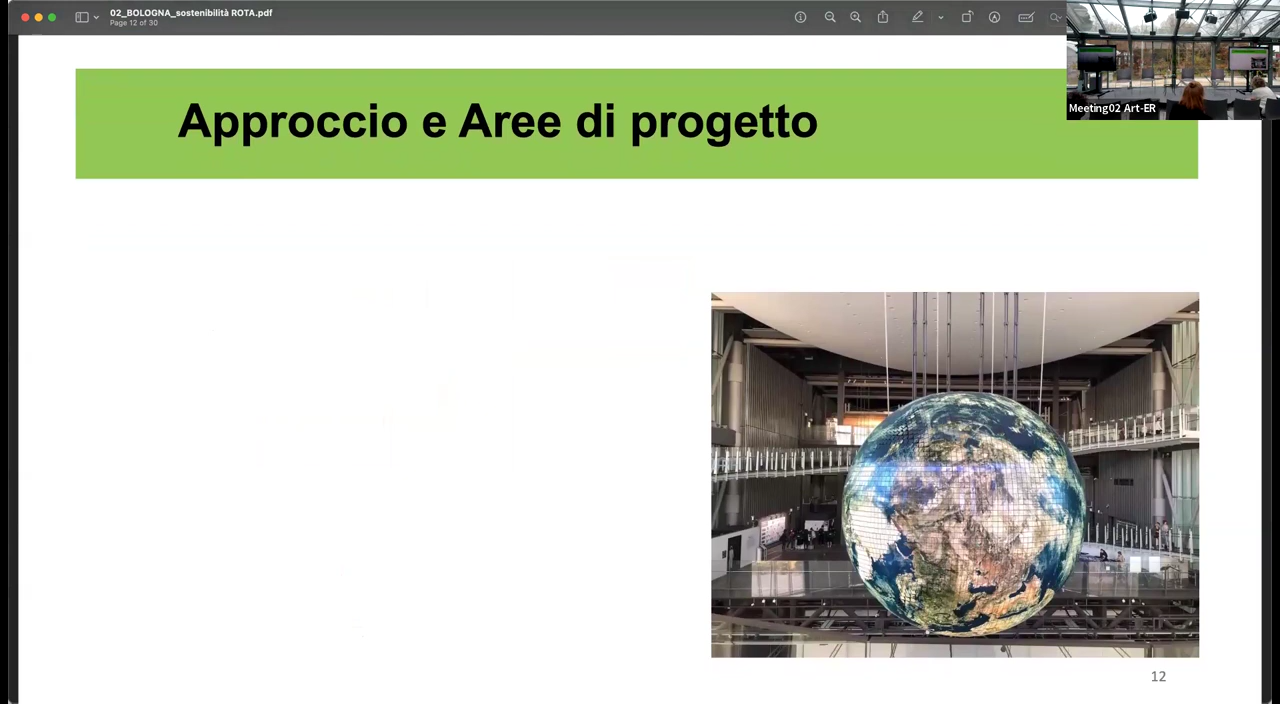 02_BOLOGNA_sostenibilità ROTA.pdf
Page 12 of 30
Meeting02 Art-ER
Approccio e Aree di progetto
12